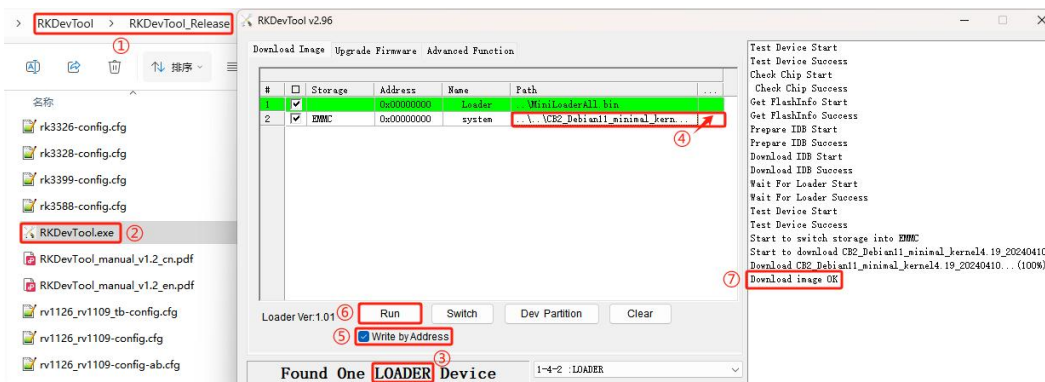 > RKDevTool > RKDevTool_Release
①
排序
名称
rk3326-config.cfg
rk3328-config.cfg
rk3399-config.cfg
rk3588-config.cfg
RKDevTool.exe ②
RKDevTool_manual_v1.2_cn.pdf
RKDevTool_manual_v1.2_en.pdf
rv1126_rv1109_tb-config.cfg
rv1126_rv1109-config.cfg
rv1126_rv1109-config-ab.cfg
RKDevTool v2.96
Download Image Upgrade Firmware Advanced Function
# Storage Address Name Path ...
1 0x00000000 Loader ..\MiniLoaderAll.bin
2 EMMC 0x00000000 system ..\..\CB2_Debian11_minimal_kern...
④
Loader Ver:1.01 ⑥ Run Switch Dev Partition Clear
⑤ Write by Address
③
Found One LOADER Device 1-4-2 :LOADER
Test Device Start
Test Device Success
Check Chip Start
Check Chip Success
Get FlashInfo Start
Get FlashInfo Success
Prepare IDB Start
Prepare IDB Success
Download IDB Start
Download IDB Success
Wait For Loader Start
Wait For Loader Success
Test Device Start
Test Device Success
Start to switch storage into EMMC
Start to download CB2_Debian11_minimal_kernel4.19_20240410
Download CB2_Debian11_minimal_kernel4.19_20240410...(100%)
⑦ Download image OK